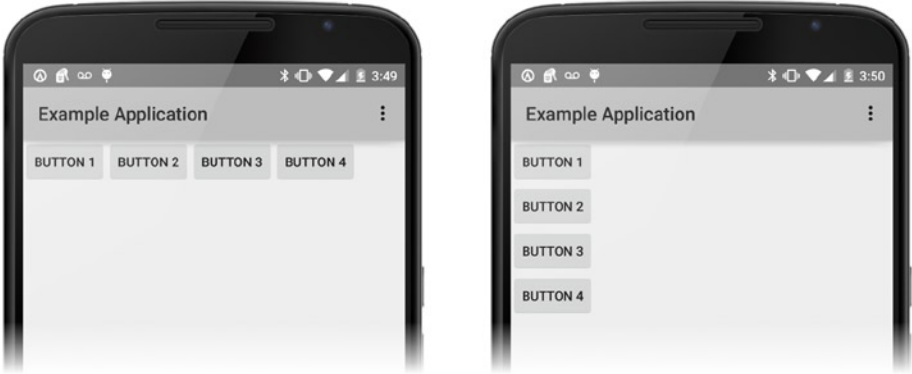 3:49
Example Application
BUTTON 1 BUTTON 2 BUTTON 3 BUTTON 4
3:50
Example Application
BUTTON 1
BUTTON 2
BUTTON 3
BUTTON 4